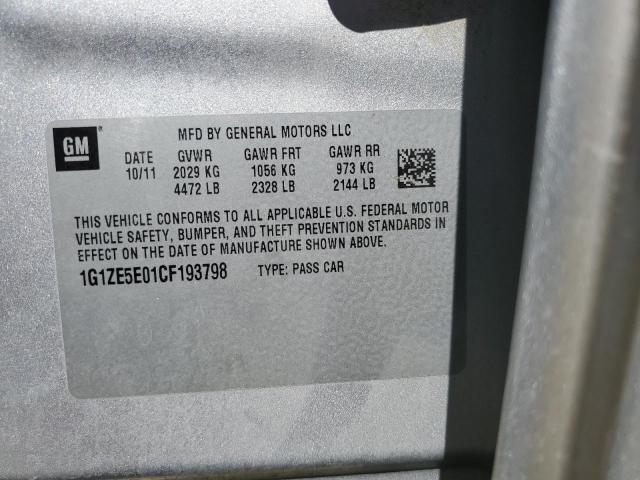 GM ®
MFD BY GENERAL MOTORS LLC
DATE GVWR GAWR FRT GAWR RR
10/11 2029 KG 1056 KG 973 KG
4472 LB 2328 LB 2144 LB
THIS VEHICLE CONFORMS TO ALL APPLICABLE U.S. FEDERAL MOTOR
VEHICLE SAFETY, BUMPER, AND THEFT PREVENTION STANDARDS IN
EFFECT ON THE DATE OF MANUFACTURE SHOWN ABOVE.
1G1ZE5E01CF193798 TYPE: PASS CAR